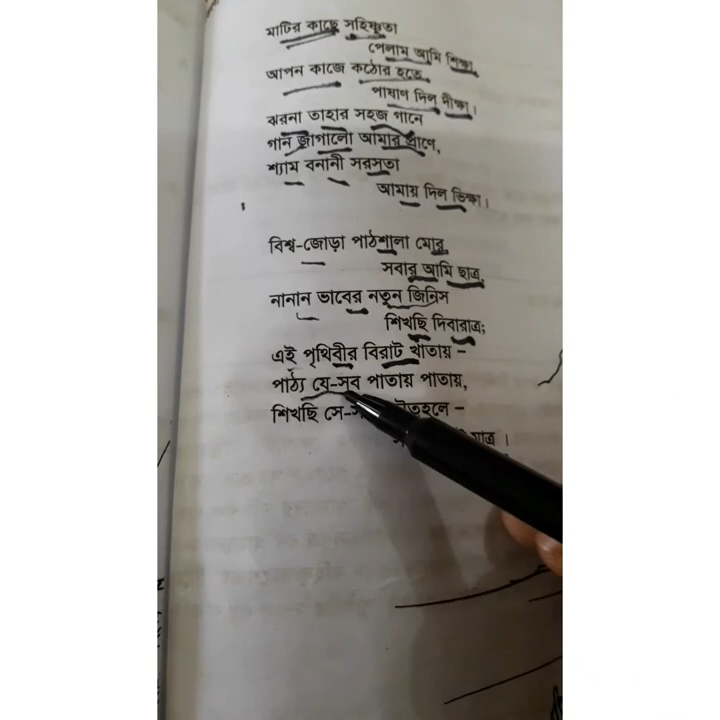 মাটির কাছে সহিষ্ণুতা
পেলাম আমি শিক্ষা,
আপন কাজে কঠোর হতে
পাষাণ দিল দীক্ষা।
ঝরনা তাহার সহজ গানে
গান জাগালো আমার প্রাণে,
শ্যাম বনানী সরসতা
আমায় দিল ভিক্ষা।
বিশ্ব-জোড়া পাঠশালা মোর,
সবার আমি ছাত্র,
নানান ভাবের নতুন জিনিস
শিখছি দিবারাত্র;
এই পৃথিবীর বিরাট খাতায় –
পাঠ্য যে-সব পাতায় পাতায়,
শিখছি সে-